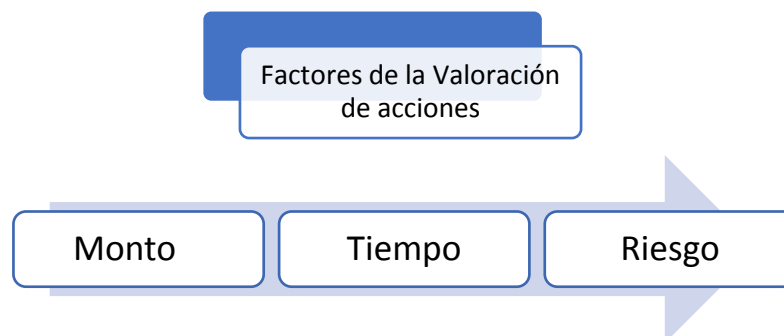 Factores de la Valoración
de acciones
Monto
Tiempo
Riesgo